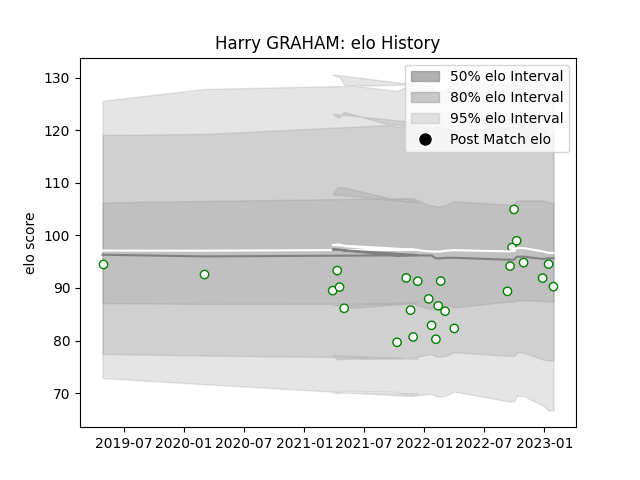 Harry GRAHAM: elo History
50% elo Interval
80% elo Interval
95% elo Interval
Post Match elo
elo score
130
120
110
100
90
80
70
2019-07 2020-01 2020-07 2021-01 2021-07 2022-01 2022-07 2023-01